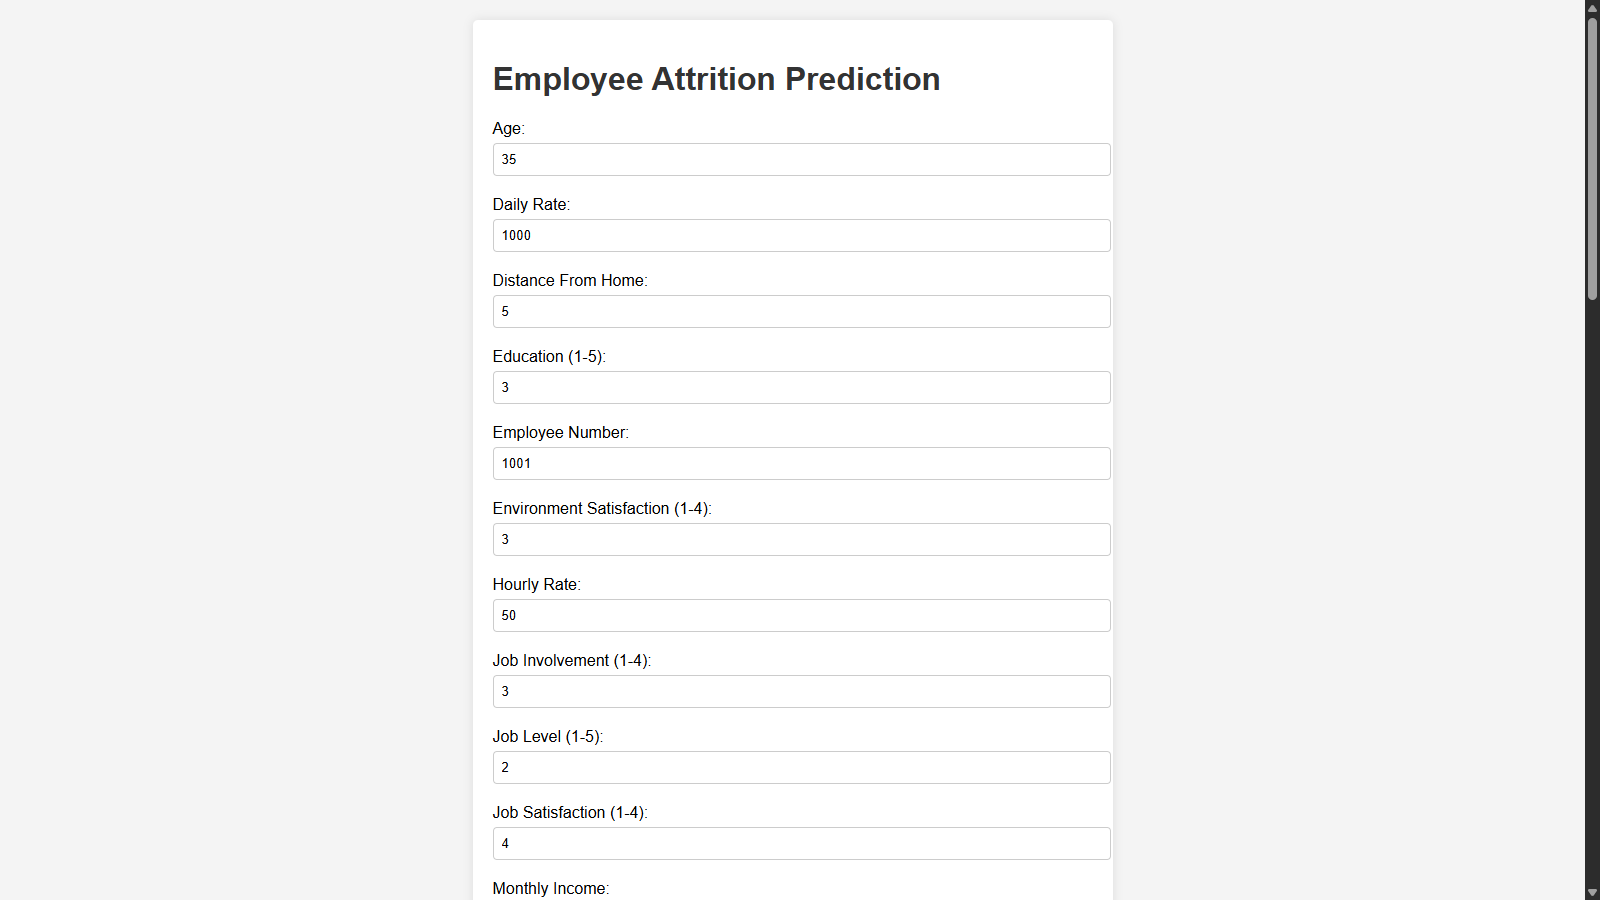 Employee Attrition Prediction
Age:
35
Daily Rate:
1000
Distance From Home:
5
Education (1-5):
3
Employee Number:
1001
Environment Satisfaction (1-4):
3
Hourly Rate:
50
Job Involvement (1-4):
3
Job Level (1-5):
2
Job Satisfaction (1-4):
4
Monthly Income: